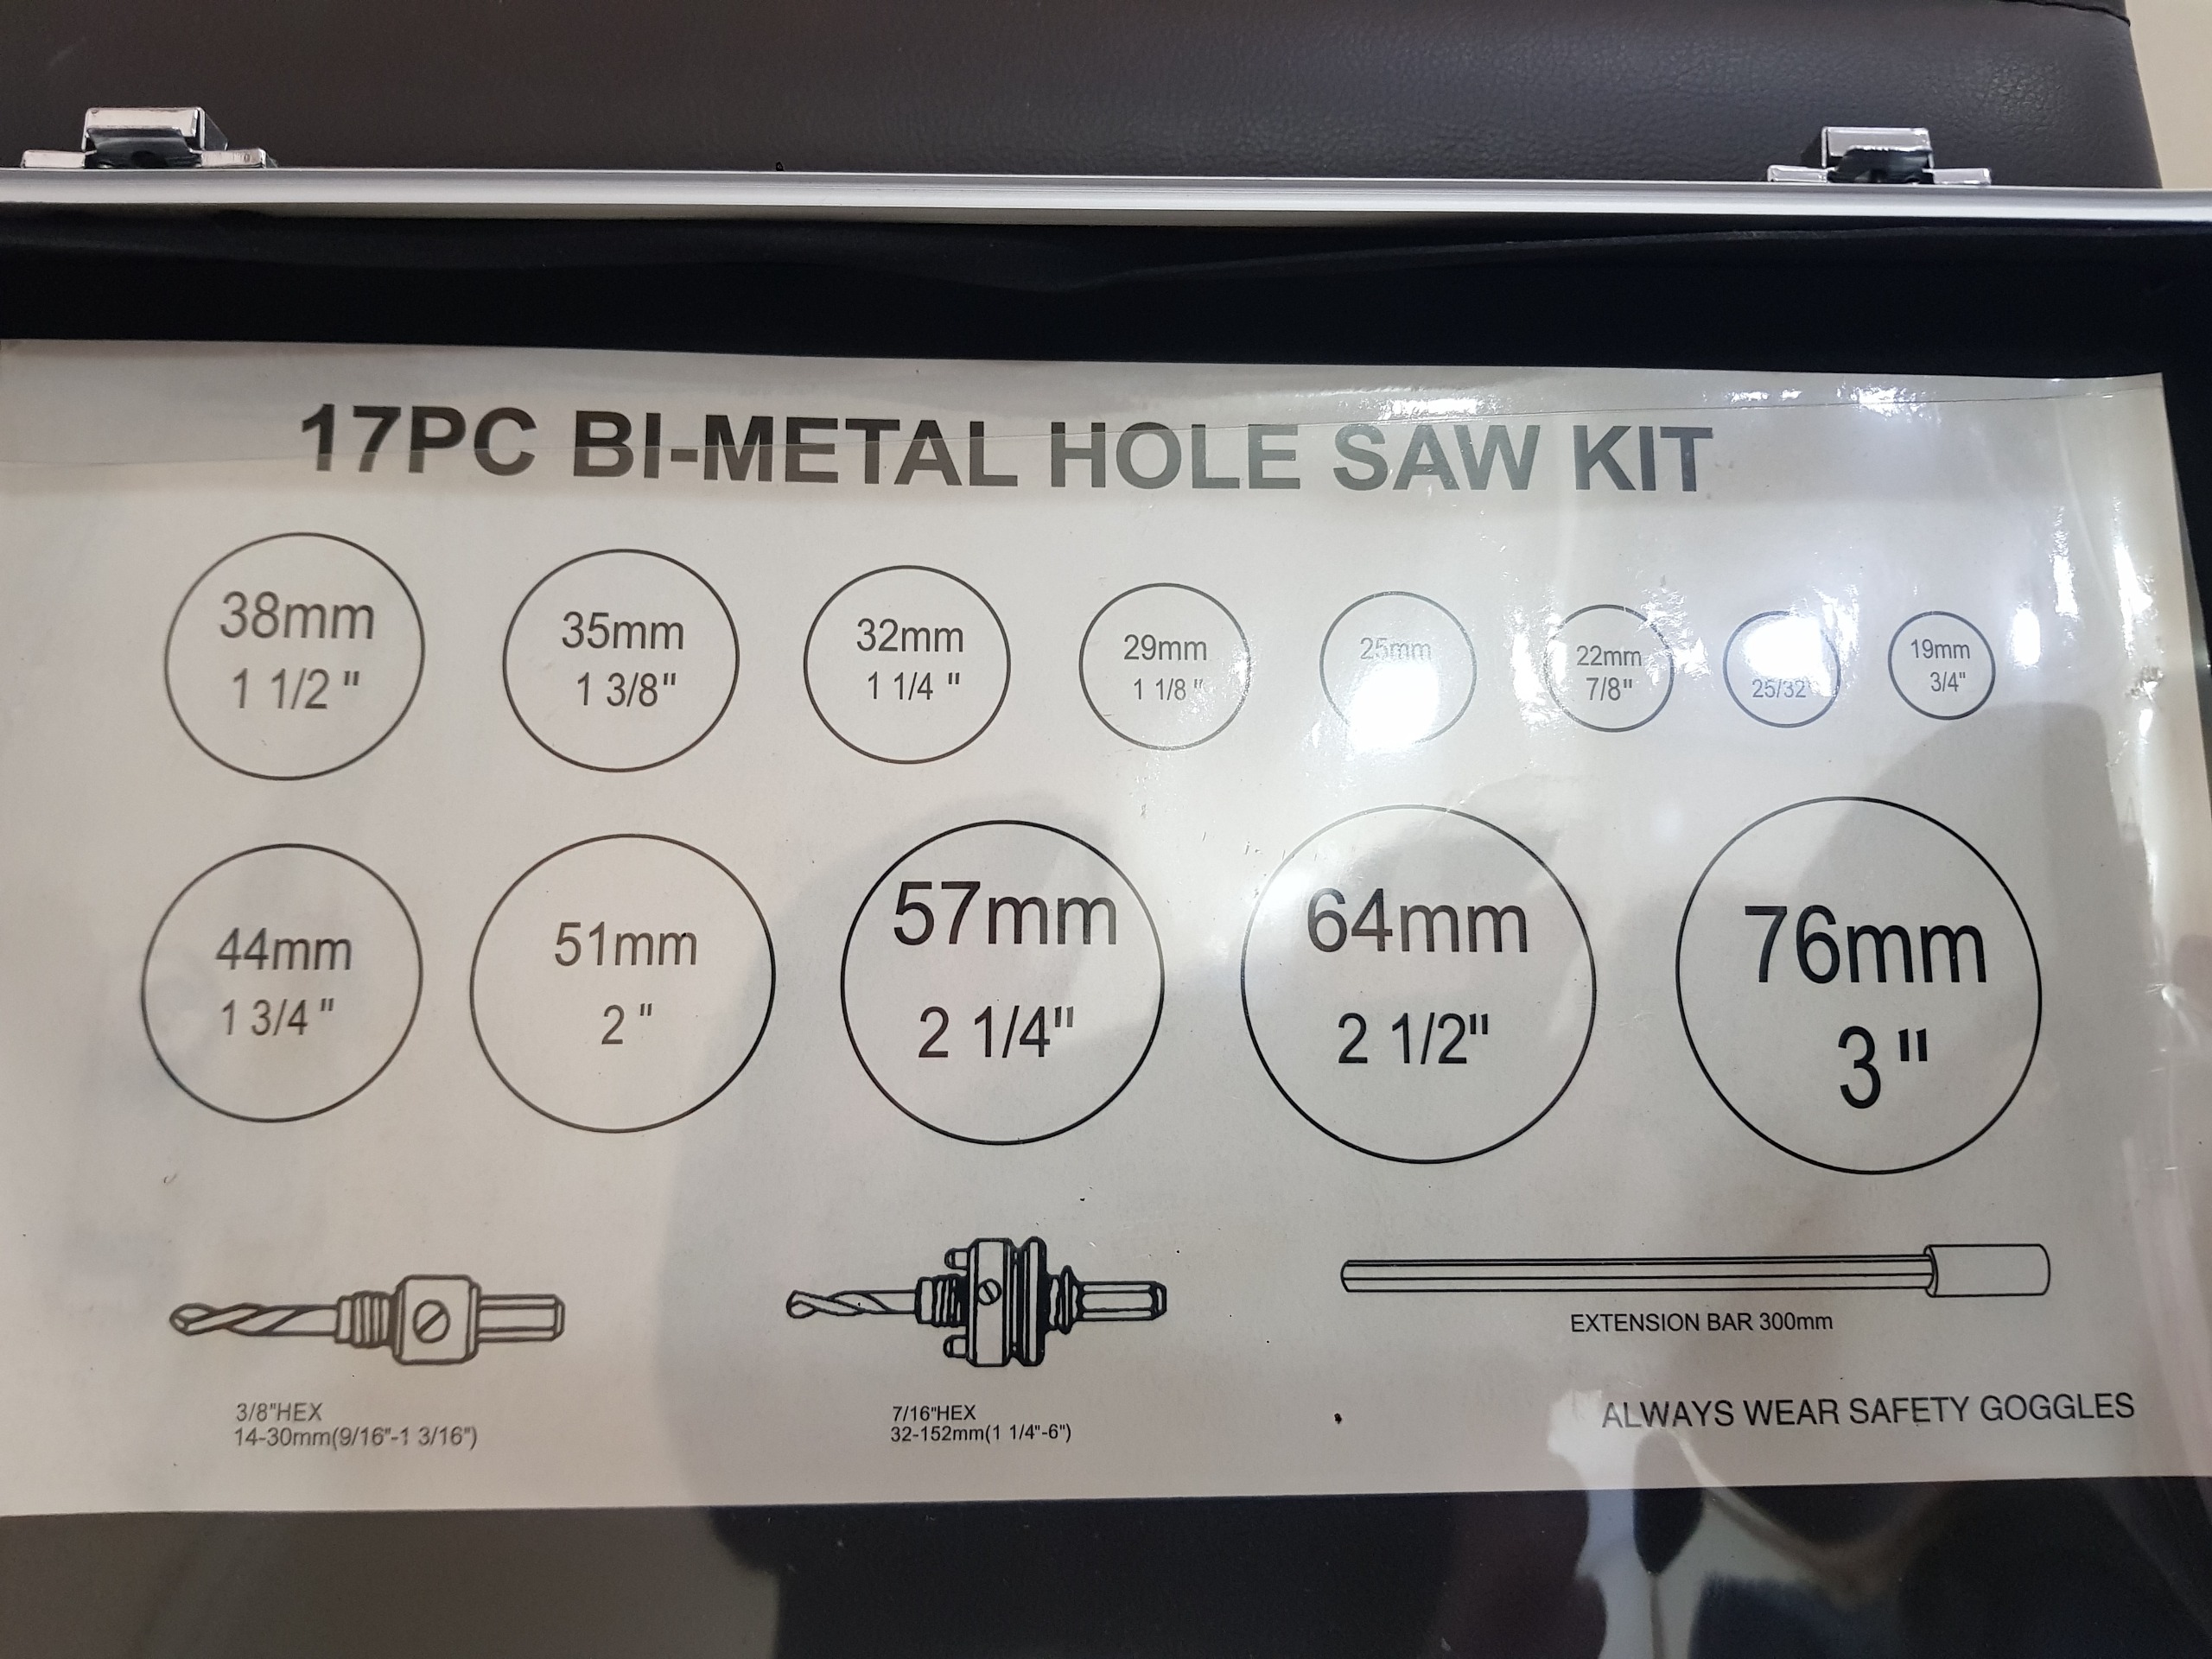 17PC BI-METAL HOLE SAW KIT
38mm
1 1/2 "
35mm
1 3/8"
32mm
1 1/4 "
29mm
1 1/8 "
25mm
22mm
7/8"
25/32"
19mm
3/4"
44mm
1 3/4 "
51mm
2 "
57mm
2 1/4"
64mm
2 1/2"
76mm
3 "
3/8"HEX
14-30mm(9/16"-1 3/16")
7/16"HEX
32-152mm(1 1/4"-6")
EXTENSION BAR 300mm
ALWAYS WEAR SAFETY GOGGLES